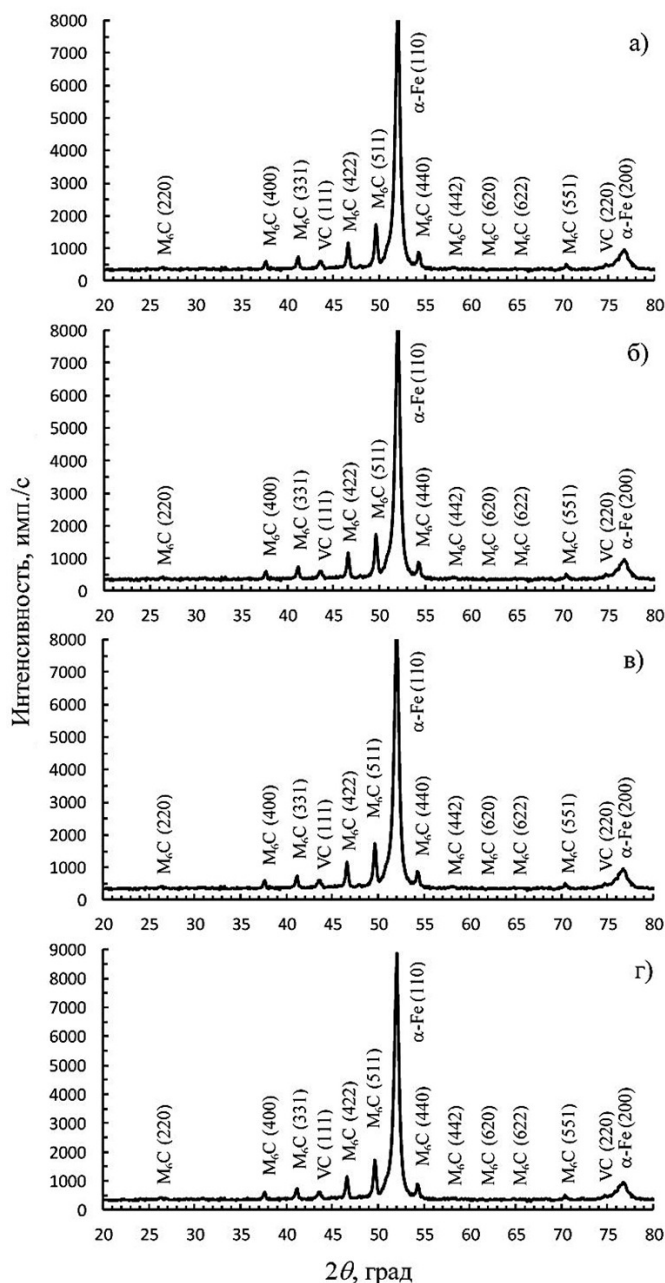 Интенсивность, имп./с
8000
7000
6000
5000
4000
3000
2000
1000
0
а)
M₆C (220)
M₆C (400)
M₆C (331)
VC (111)
M₆C (422)
M₆C (511)
α-Fe (110)
M₆C (440)
M₆C (442)
M₆C (620)
M₆C (622)
M₆C (551)
VC (220)
α-Fe (200)
20 25 30 35 40 45 50 55 60 65 70 75 80
8000
7000
6000
5000
4000
3000
2000
1000
0
б)
M₆C (220)
M₆C (400)
M₆C (331)
VC (111)
M₆C (422)
M₆C (511)
α-Fe (110)
M₆C (440)
M₆C (442)
M₆C (620)
M₆C (622)
M₆C (551)
VC (220)
α-Fe (200)
20 25 30 35 40 45 50 55 60 65 70 75 80
8000
7000
6000
5000
4000
3000
2000
1000
0
в)
M₆C (220)
M₆C (400)
M₆C (331)
VC (111)
M₆C (422)
M₆C (511)
α-Fe (110)
M₆C (440)
M₆C (442)
M₆C (620)
M₆C (622)
M₆C (551)
VC (220)
α-Fe (200)
20 25 30 35 40 45 50 55 60 65 70 75 80
9000
8000
7000
6000
5000
4000
3000
2000
1000
0
г)
M₆C (220)
M₆C (400)
M₆C (331)
VC (111)
M₆C (422)
M₆C (511)
α-Fe (110)
M₆C (440)
M₆C (442)
M₆C (620)
M₆C (622)
M₆C (551)
VC (220)
α-Fe (200)
20 25 30 35 40 45 50 55 60 65 70 75 80
2θ, град